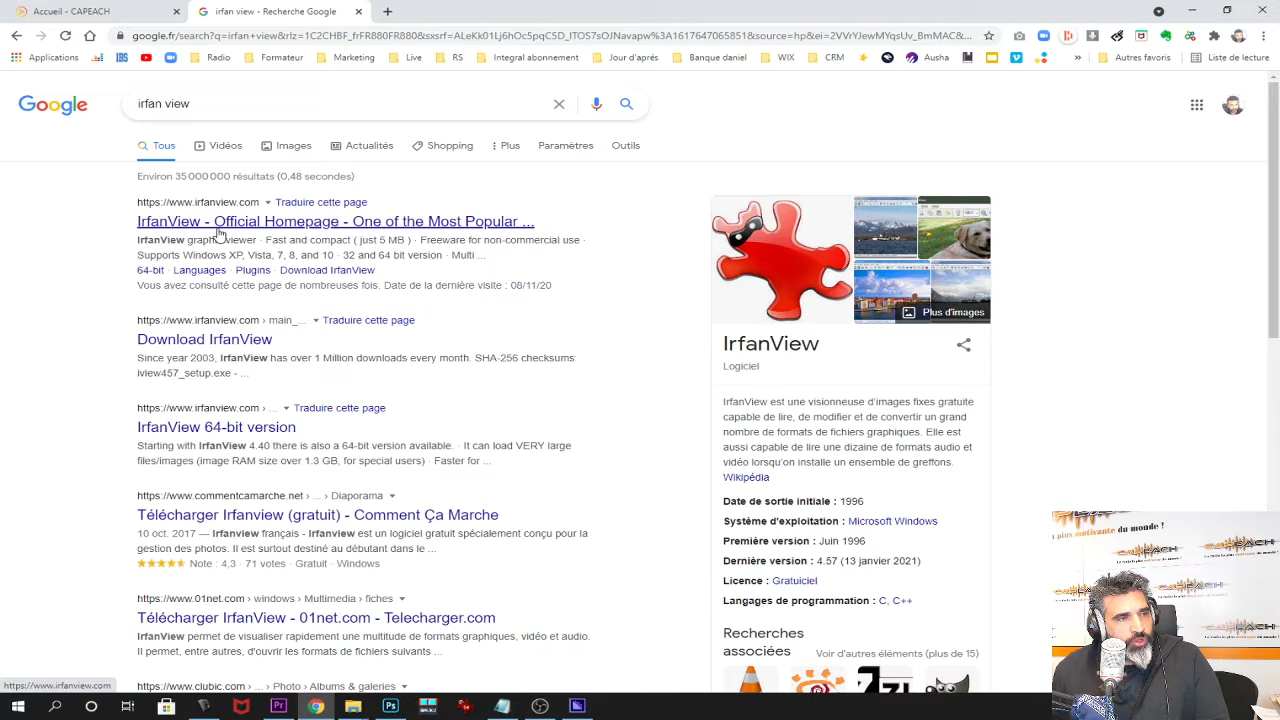 Accueil - CAPEACH
irfan view - Recherche Google
google.fr/search?q=irfan+view&rlz=1C2CHBF_frFR880FR880&sxsrf=ALeKk01Lj6hOc5pqC5D_ITOS7sOJNavapw%3A1617647065851&source=hp&ei=2VVrYJewMYqsUv_BmMAC&...
Applications
Radio
Formateur
Marketing
Live
RS
Integral abonnement
Jour d'aprés
Banque daniel
WIX
CRM
Ausha
»
Autres favoris
Liste de lecture
Google
irfan view
Tous
Vidéos
Images
Actualités
Shopping
Plus
Paramètres
Outils
Environ 35 000 000 résultats (0,48 secondes)
https://www.irfanview.com Traduire cette page
IrfanView - Official Homepage - One of the Most Popular ...
IrfanView graphic viewer · Fast and compact ( just 5 MB ) · Freeware for non-commercial use ·
Supports Windows XP, Vista, 7, 8, and 10 · 32 and 64 bit version · Multi ...
64-bit · Languages · Plugins · Download IrfanView
Vous avez consulté cette page de nombreuses fois. Date de la dernière visite : 08/11/20
https://www.irfanview.com › main_... Traduire cette page
Download IrfanView
Since year 2003, IrfanView has over 1 Million downloads every month. SHA-256 checksums:
iview457_setup.exe - ...
https://www.irfanview.com › ... Traduire cette page
IrfanView 64-bit version
Starting with IrfanView 4.40 there is also a 64-bit version available. · It can load VERY large
files/images (image RAM size over 1.3 GB, for special users) · Faster for ...
https://www.commentcamarche.net › ... › Diaporama
Télécharger Irfanview (gratuit) - Comment Ça Marche
10 oct. 2017 — Irfanview français - Irfanview est un logiciel gratuit spécialement conçu pour la
gestion des photos. Il est surtout destiné au débutant dans le ...
Note : 4,3 · 71 votes · Gratuit · Windows
https://www.01net.com › windows › Multimedia › fiches
Télécharger IrfanView - 01net.com - Telecharger.com
IrfanView permet de visualiser rapidement une multitude de formats graphiques, vidéo et audio.
Il permet, entre autres, d'ouvrir les formats de fichiers suivants ...
https://www.clubic.com › ... › Photo › Albums & galeries
https://www.irfanview.com
Plus d'images
IrfanView
Logiciel
IrfanView est une visionneuse d'images fixes gratuite
capable de lire, de modifier et de convertir un grand
nombre de formats de fichiers graphiques. Elle est
aussi capable de lire une dizaine de formats audio et
vidéo lorsqu'on installe un ensemble de greffons.
Wikipédia
Date de sortie initiale : 1996
Système d'exploitation : Microsoft Windows
Première version : Juin 1996
Dernière version : 4.57 (13 janvier 2021)
Licence : Gratuiciel
Langages de programmation : C, C++
Recherches
associées
Voir d'autres éléments (plus de 15)
plus motivante du monde !